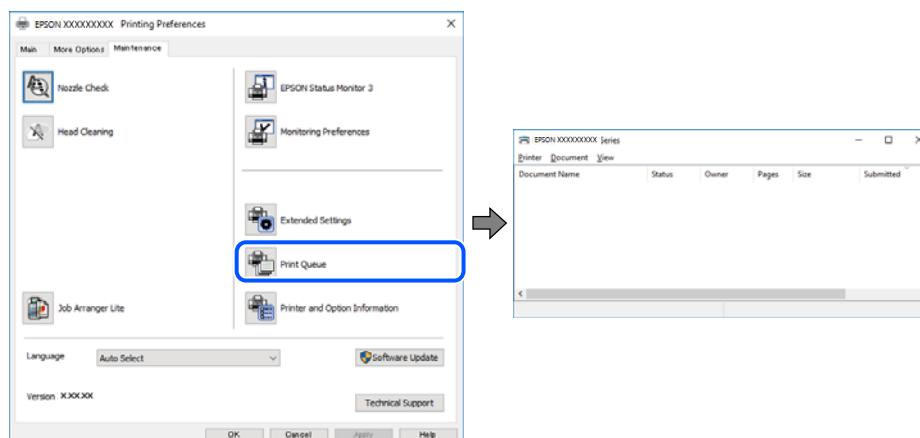 EPSON XXXXXXXXX Printing Preferences
Main More Options Maintenance
Nozzle Check
Head Cleaning
Job Arranger Lite
EPSON Status Monitor 3
Monitoring Preferences
Extended Settings
Print Queue
Printer and Option Information
Language Auto Select
Software Update
Version X.XX.XX
Technical Support
OK Cancel Apply Help
EPSON XXXXXXXXX Series
Printer Document View
Document Name Status Owner Pages Size Submitted